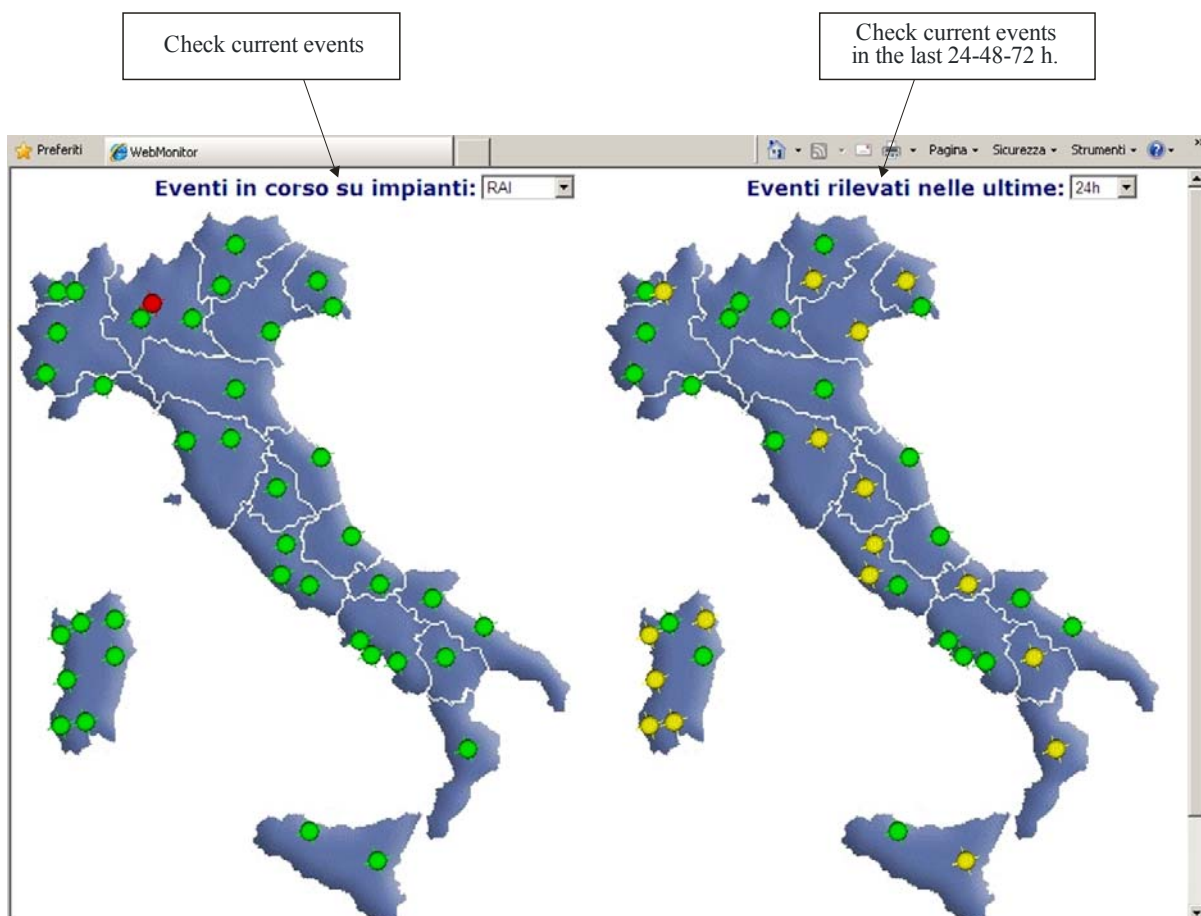 Check current events
Check current events
in the last 24-48-72 h.
Preferiti
WebMonitor
Pagina
Sicurezza
Strumenti
Eventi in corso su impianti: RAI
Eventi rilevati nelle ultime: 24h